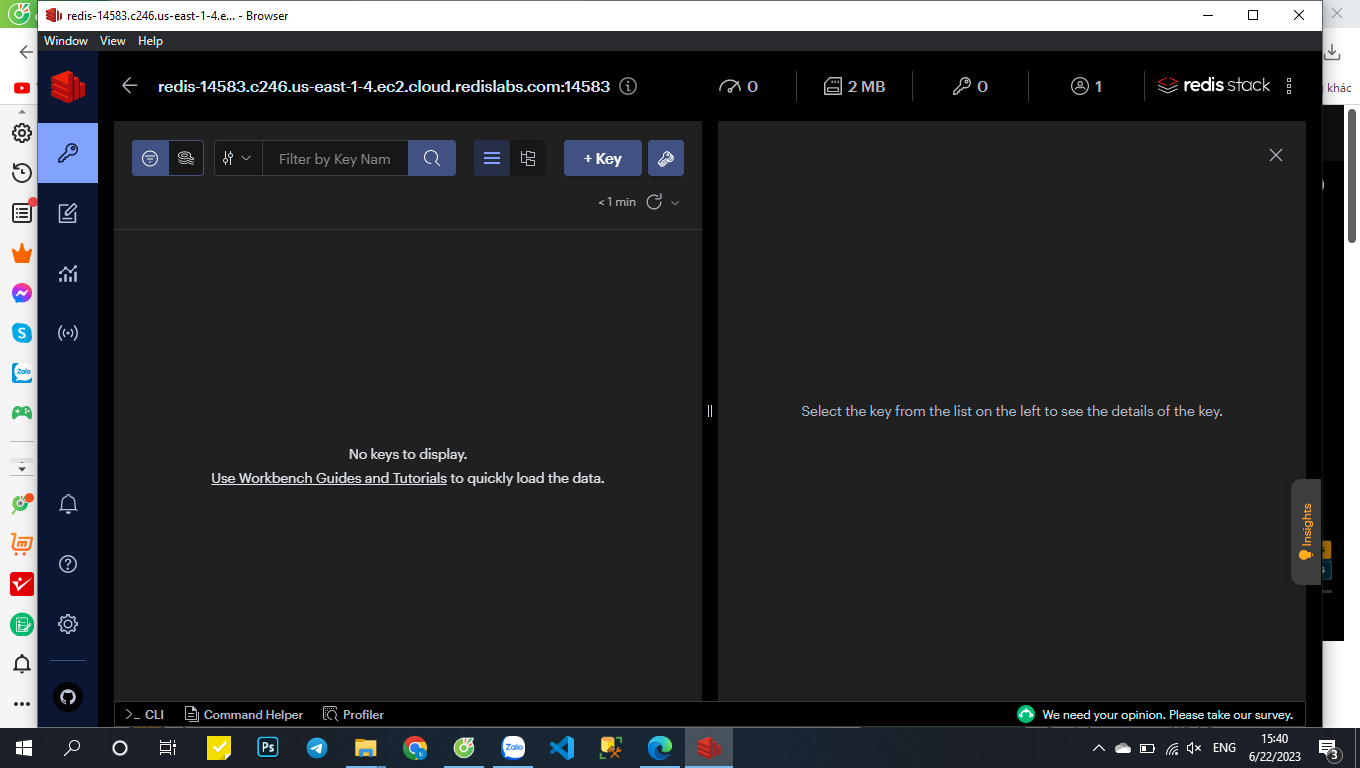 redis-14583.c246.us-east-1-4.e... - Browser
Window View Help
khác
redis-14583.c246.us-east-1-4.ec2.cloud.redislabs.com:14583
0
2 MB
0
1
redis stack
Filter by Key Nam
+ Key
< 1 min
No keys to display.
Use Workbench Guides and Tutorials to quickly load the data.
Select the key from the list on the left to see the details of the key.
Insights
Zalo
>_ CLI
Command Helper
Profiler
We need your opinion. Please take our survey.
Ps
Zalo
ENG
15:40
6/22/2023
3